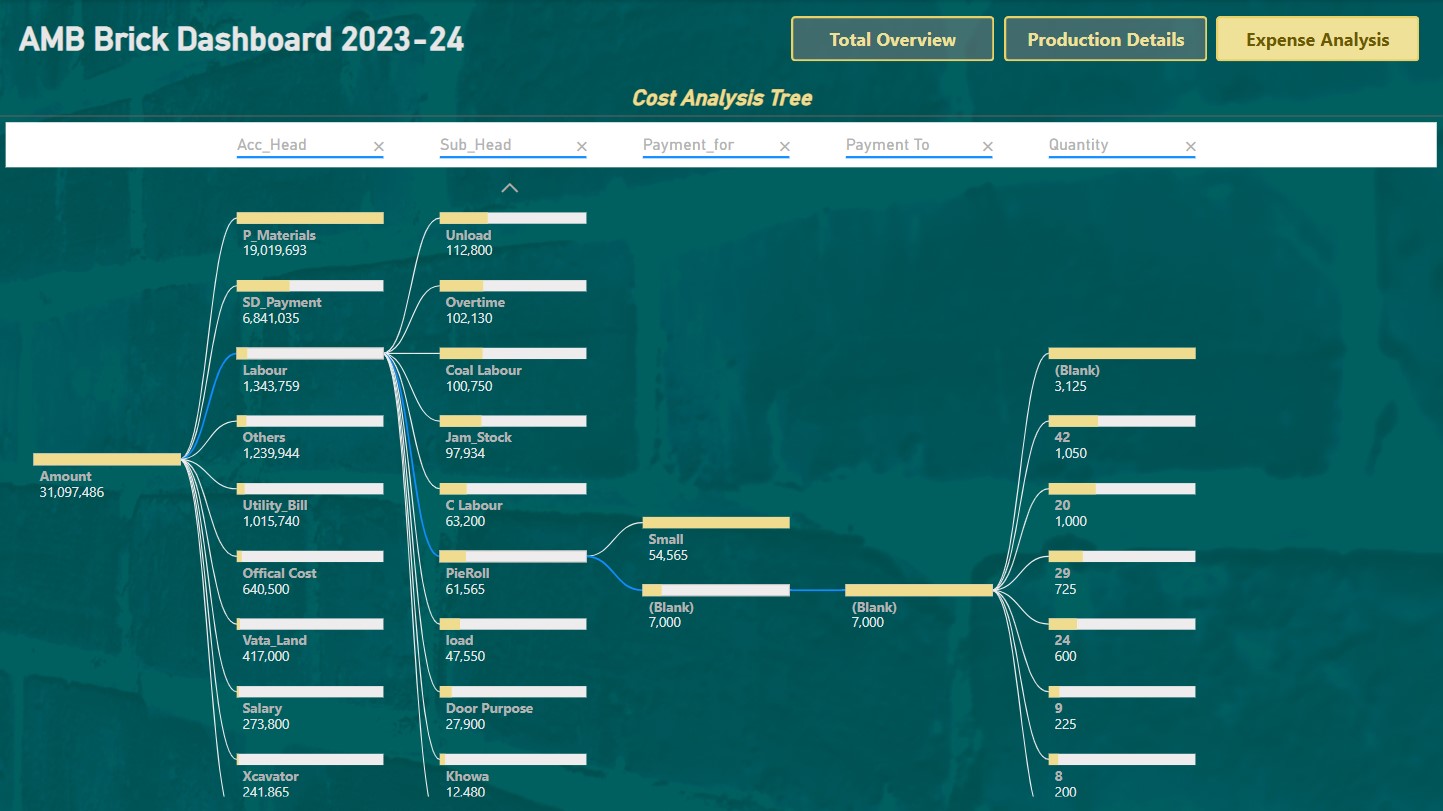 AMB Brick Dashboard 2023-24
Total Overview
Production Details
Expense Analysis
Cost Analysis Tree
Acc_Head
Sub_Head
Payment_for
Payment To
Quantity
Amount
31,097,486
P_Materials
19,019,693
SD_Payment
6,841,035
Labour
1,343,759
Others
1,239,944
Utility_Bill
1,015,740
Offical Cost
640,500
Vata_Land
417,000
Salary
273,800
Xcavator
241,865
Unload
112,800
Overtime
102,130
Coal Labour
100,750
Jam_Stock
97,934
C Labour
63,200
PieRoll
61,565
load
47,550
Door Purpose
27,900
Khowa
12,480
Small
54,565
(Blank)
7,000
(Blank)
7,000
(Blank)
3,125
42
1,050
20
1,000
29
725
24
600
9
225
8
200